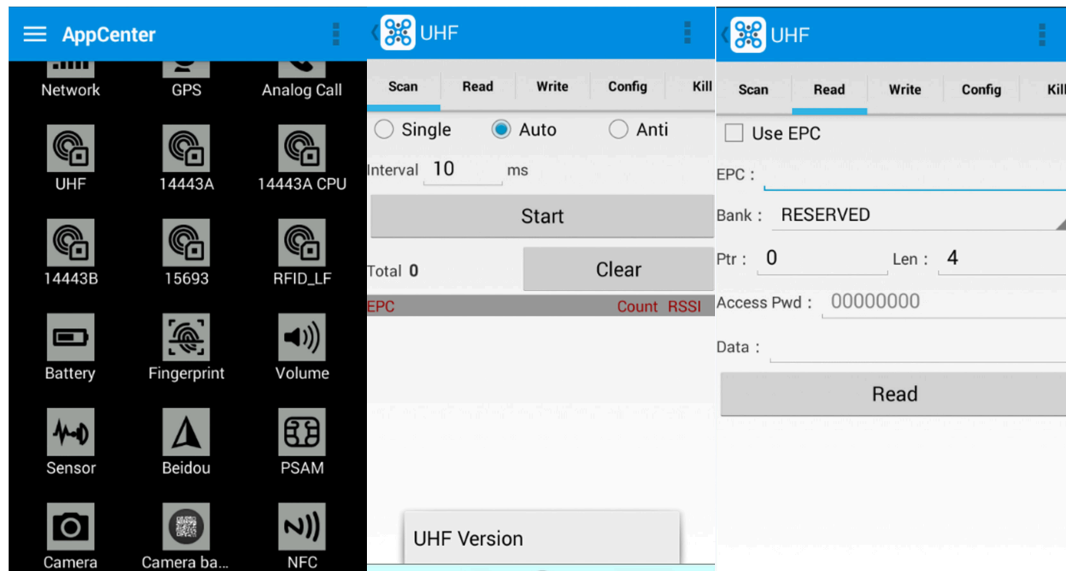 AppCenter
Network GPS Analog Call
UHF 14443A 14443A CPU
14443B 15693 RFID_LF
Battery Fingerprint Volume
Sensor Beidou PSAM
Camera Camera ba... NFC
UHF
Scan Read Write Config Kill
Single Auto Anti
Interval 10 ms
Start
Total 0 Clear
EPC Count RSSI
UHF Version
UHF
Scan Read Write Config Kill
Use EPC
EPC :
Bank : RESERVED
Ptr : 0 Len : 4
Access Pwd : 00000000
Data :
Read